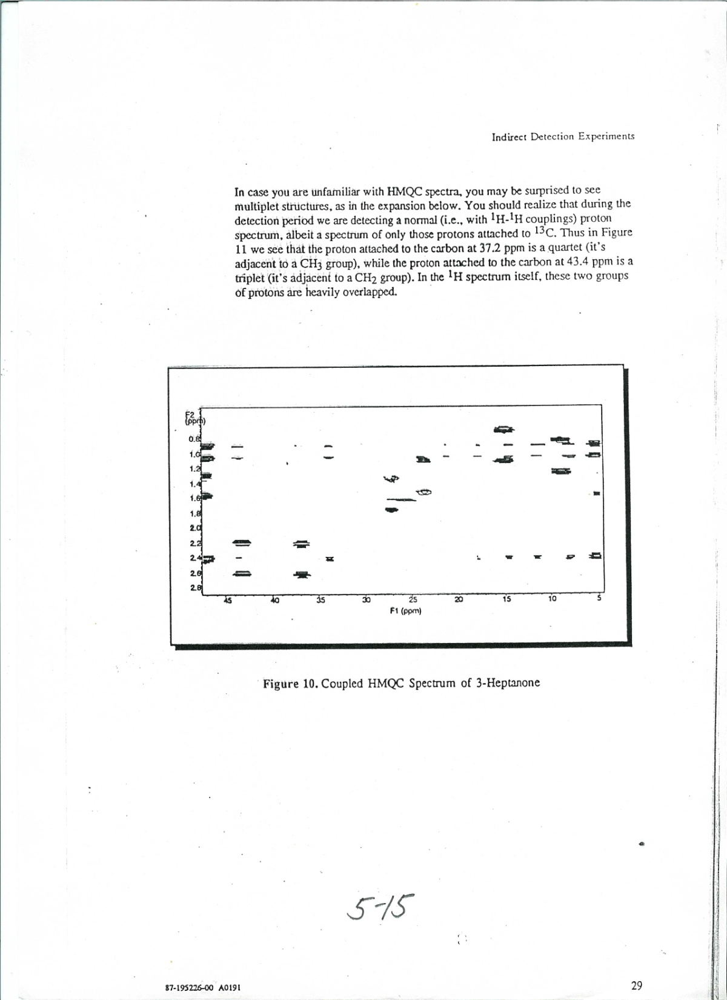 Indirect Detection Experiments
In case you are unfamiliar with HMQC spectra, you may be surprised to see
multiplet structures, as in the expansion below. You should realize that during the
detection period we are detecting a normal (i.e., with ¹H-¹H couplings) proton
spectrum, albeit a spectrum of only those protons attached to ¹³C. Thus in Figure
11 we see that the proton attached to the carbon at 37.2 ppm is a quartet (it's
adjacent to a CH₃ group), while the proton attached to the carbon at 43.4 ppm is a
triplet (it's adjacent to a CH₂ group). In the ¹H spectrum itself, these two groups
of protons are heavily overlapped.
F2
(ppm)
0.8
1.0
1.2
1.4
1.6
1.8
2.0
2.2
2.4
2.6
2.8
45 40 35 30 25 20 15 10 5
F1 (ppm)
Figure 10. Coupled HMQC Spectrum of 3-Heptanone
5-15
87-195226-00 A0191
29